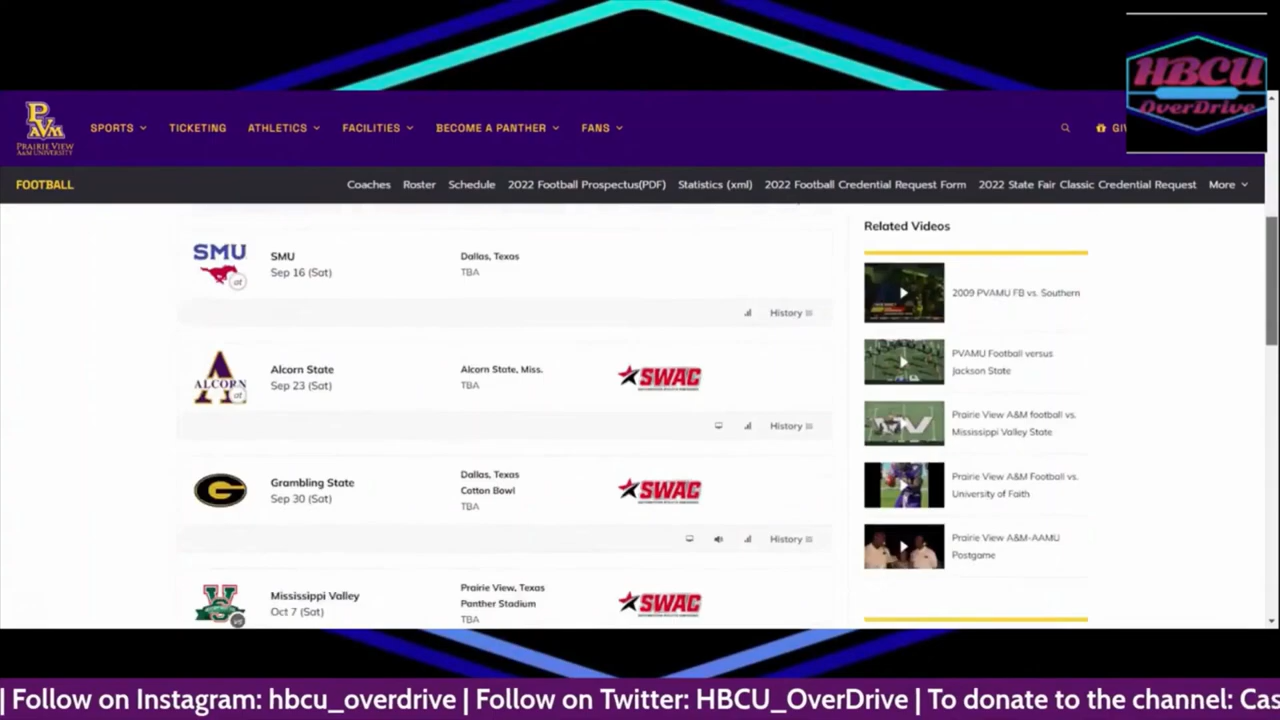 HBCU
OverDrive
PV
A&M
PRAIRIE VIEW
A&M UNIVERSITY
SPORTS
TICKETING
ATHLETICS
FACILITIES
BECOME A PANTHER
FANS
GIV
FOOTBALL
Coaches
Roster
Schedule
2022 Football Prospectus(PDF)
Statistics (xml)
2022 Football Credential Request Form
2022 State Fair Classic Credential Request
More
SMU
at
SMU
Sep 16 (Sat)
Dallas, Texas
TBA
History
ALCORN
at
Alcorn State
Sep 23 (Sat)
Alcorn State, Miss.
TBA
SWAC
History
G
Grambling State
Sep 30 (Sat)
Dallas, Texas
Cotton Bowl
TBA
SWAC
History
Mississippi Valley
Oct 7 (Sat)
Prairie View, Texas
Panther Stadium
TBA
SWAC
Related Videos
2009 PVAMU FB vs. Southern
PVAMU Football versus
Jackson State
Prairie View A&M football vs.
Mississippi Valley State
Prairie View A&M Football vs.
University of Faith
Prairie View A&M-AAMU
Postgame
| Follow on Instagram: hbcu_overdrive | Follow on Twitter: HBCU_OverDrive | To donate to the channel: Cas